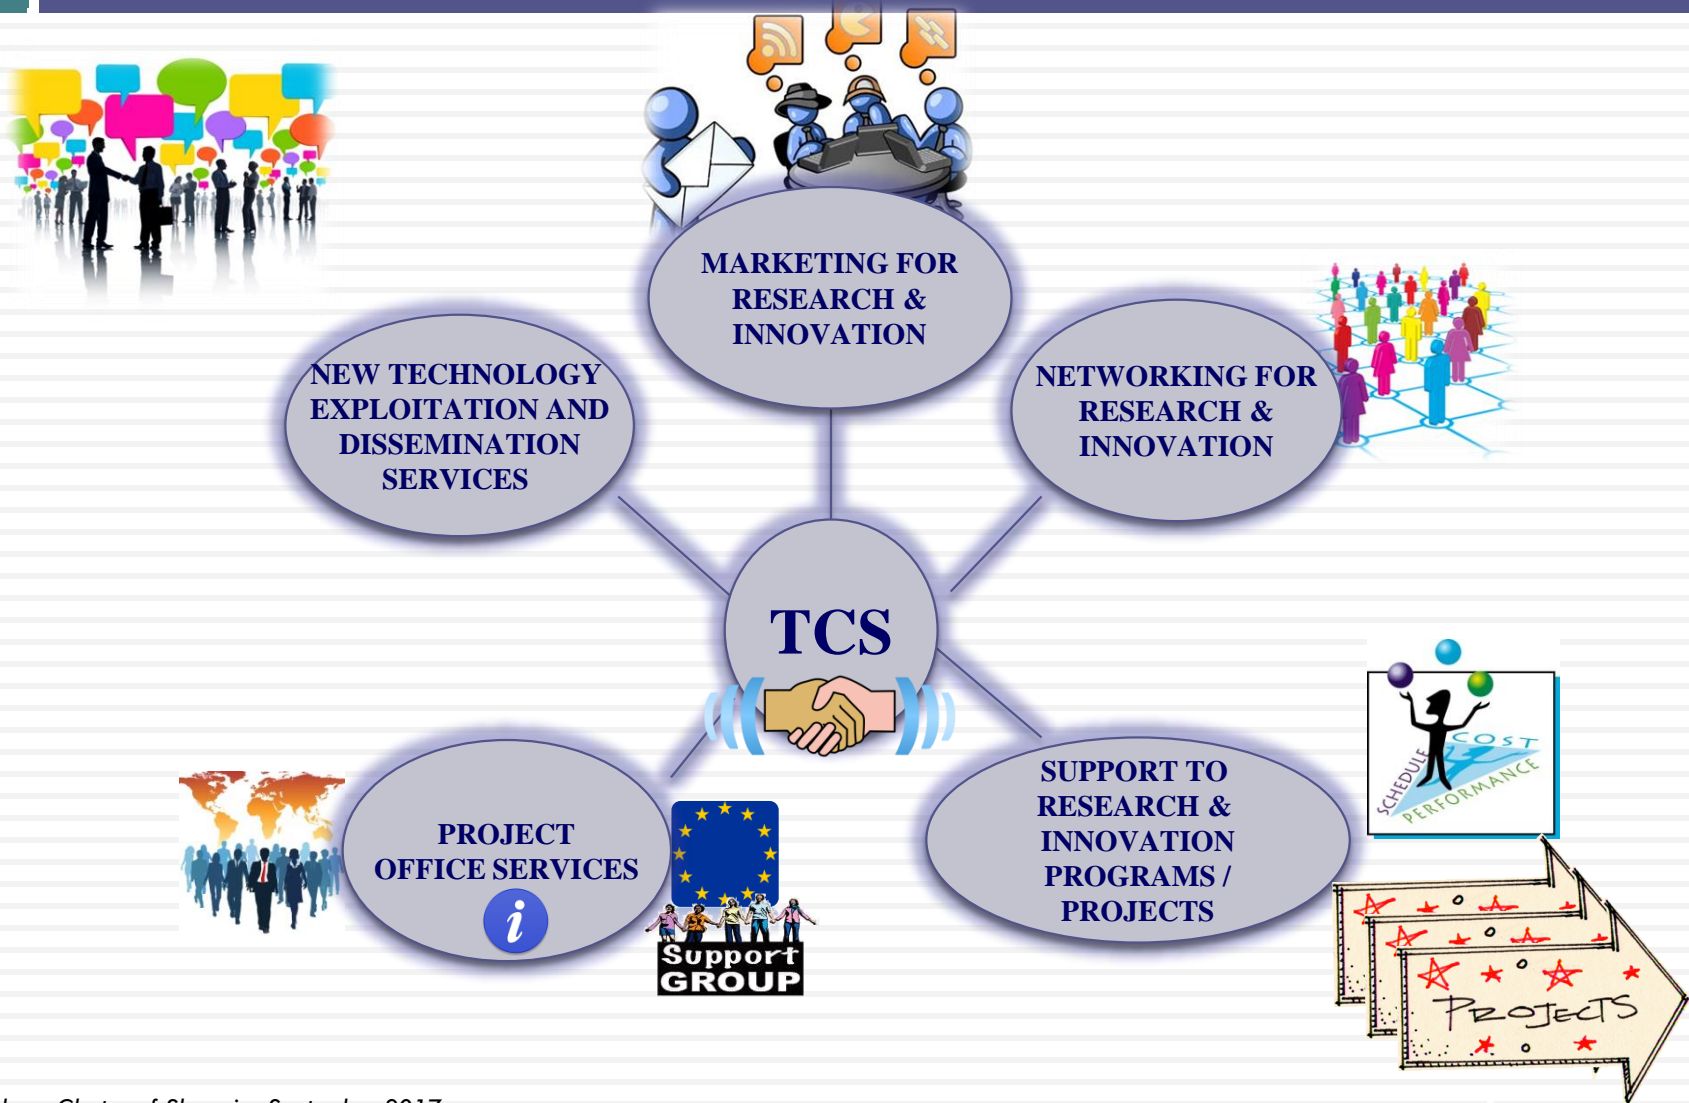 MARKETING FOR
RESEARCH &
INNOVATION
NEW TECHNOLOGY
EXPLOITATION AND
DISSEMINATION
SERVICES
NETWORKING FOR
RESEARCH &
INNOVATION
TCS
PROJECT
OFFICE SERVICES
i
Support
GROUP
SUPPORT TO
RESEARCH &
INNOVATION
PROGRAMS /
PROJECTS
SCHEDULE
COST
PERFORMANCE
PROJECTS